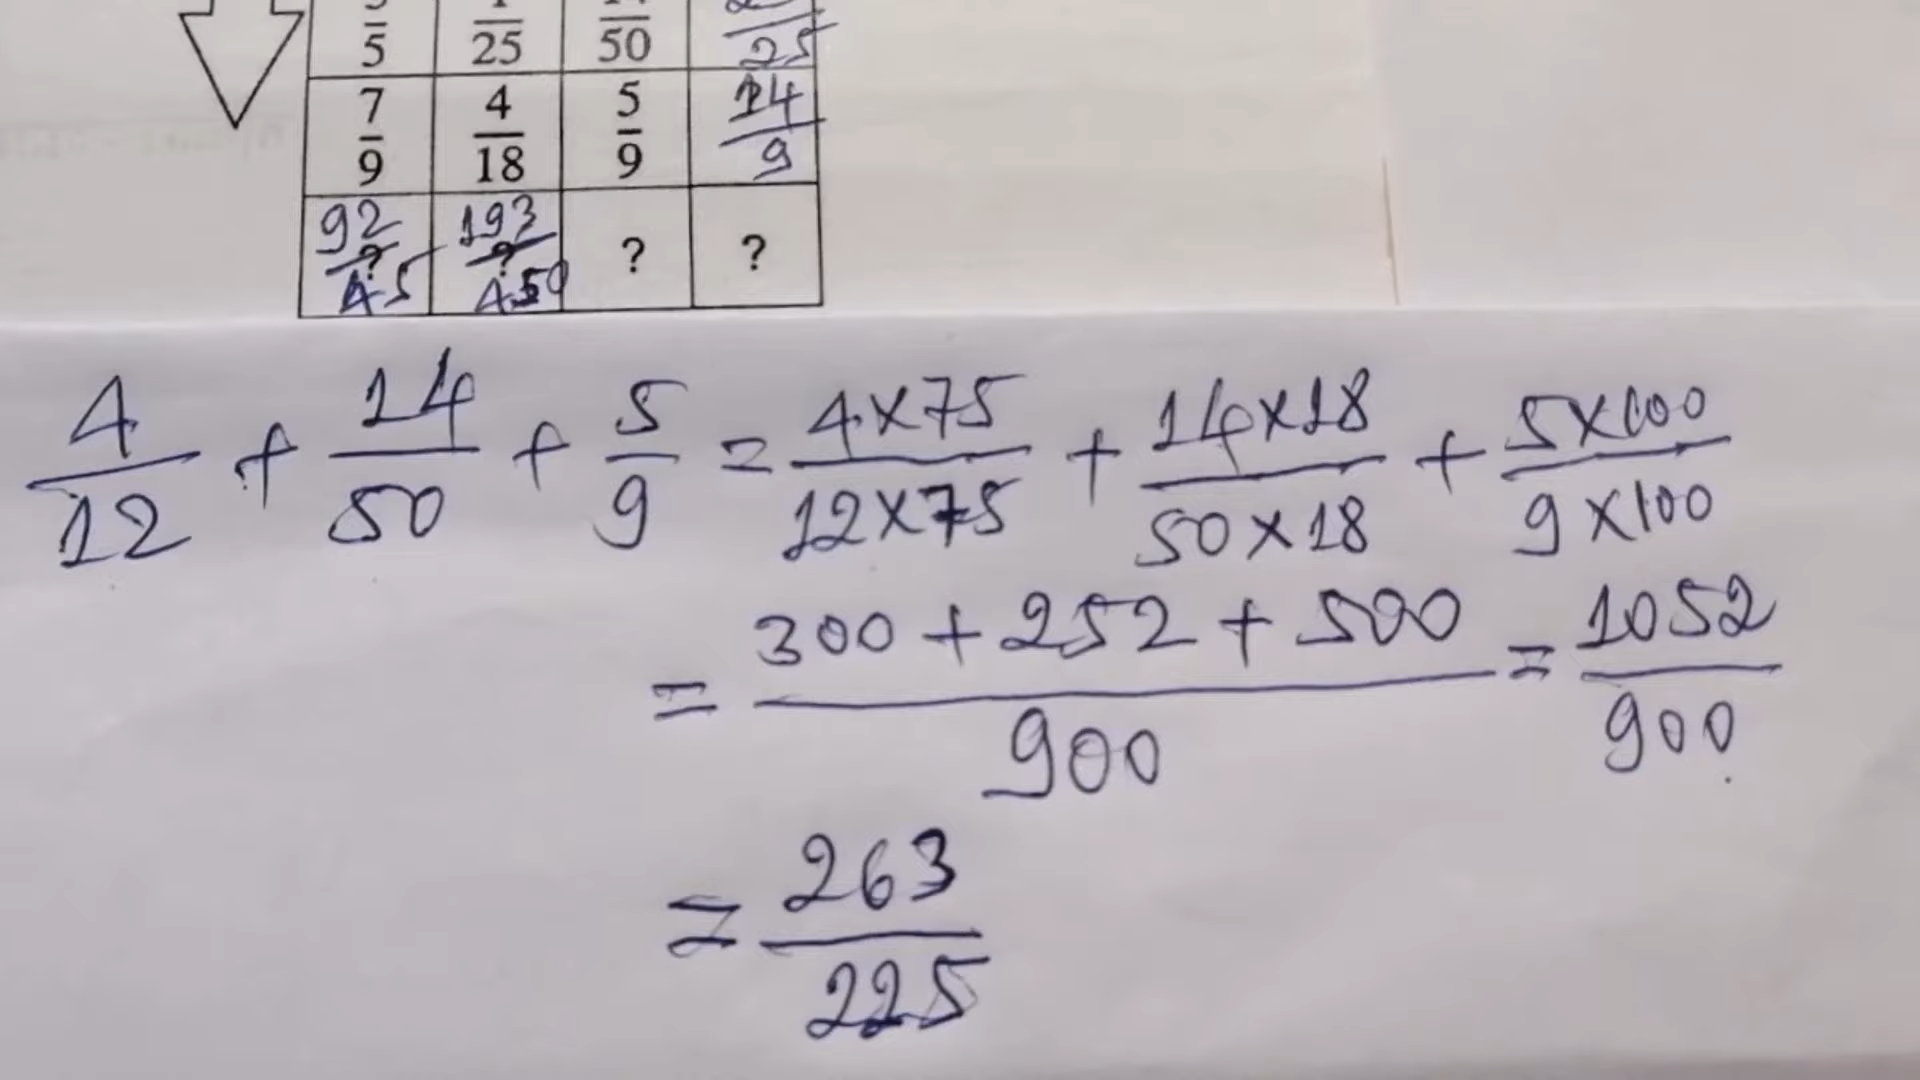 5 25 50 25
7/9 4/18 5/9 14/9
92/45 193/450 ? ?
4/12 + 14/50 + 5/9 = 4×75/12×75 + 14×18/50×18 + 5×100/9×100
= 300 + 252 + 500/900 = 1052/900
= 263/225